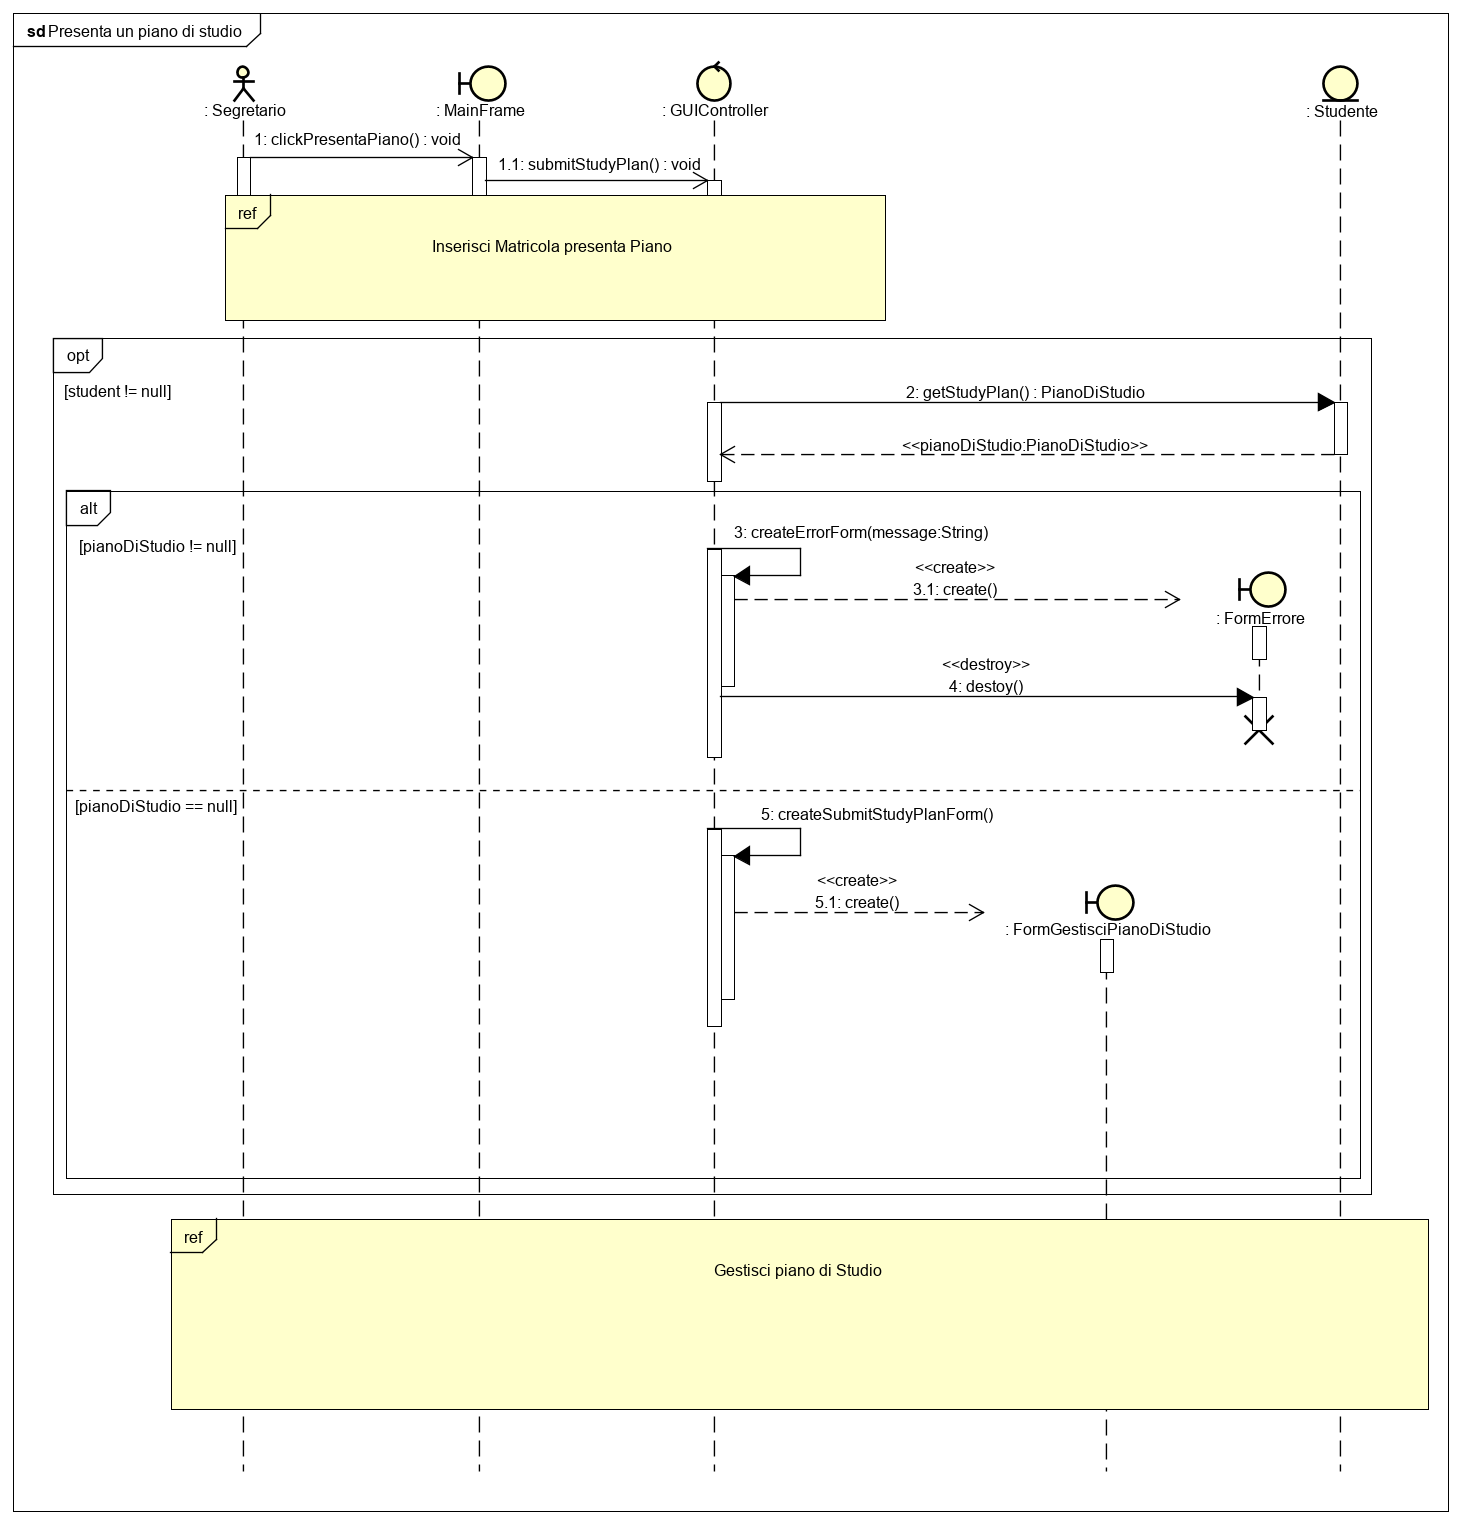 sd Presenta un piano di studio
: Segretario
: MainFrame
: GUIController
: Studente
1: clickPresentaPiano() : void
1.1: submitStudyPlan() : void
ref
Inserisci Matricola presenta Piano
opt
[student != null]
2: getStudyPlan() : PianoDiStudio
<<pianoDiStudio:PianoDiStudio>>
alt
[pianoDiStudio != null]
3: createErrorForm(message:String)
<<create>>
3.1: create()
: FormErrore
<<destroy>>
4: destoy()
[pianoDiStudio == null]
5: createSubmitStudyPlanForm()
<<create>>
5.1: create()
: FormGestisciPianoDiStudio
ref
Gestisci piano di Studio